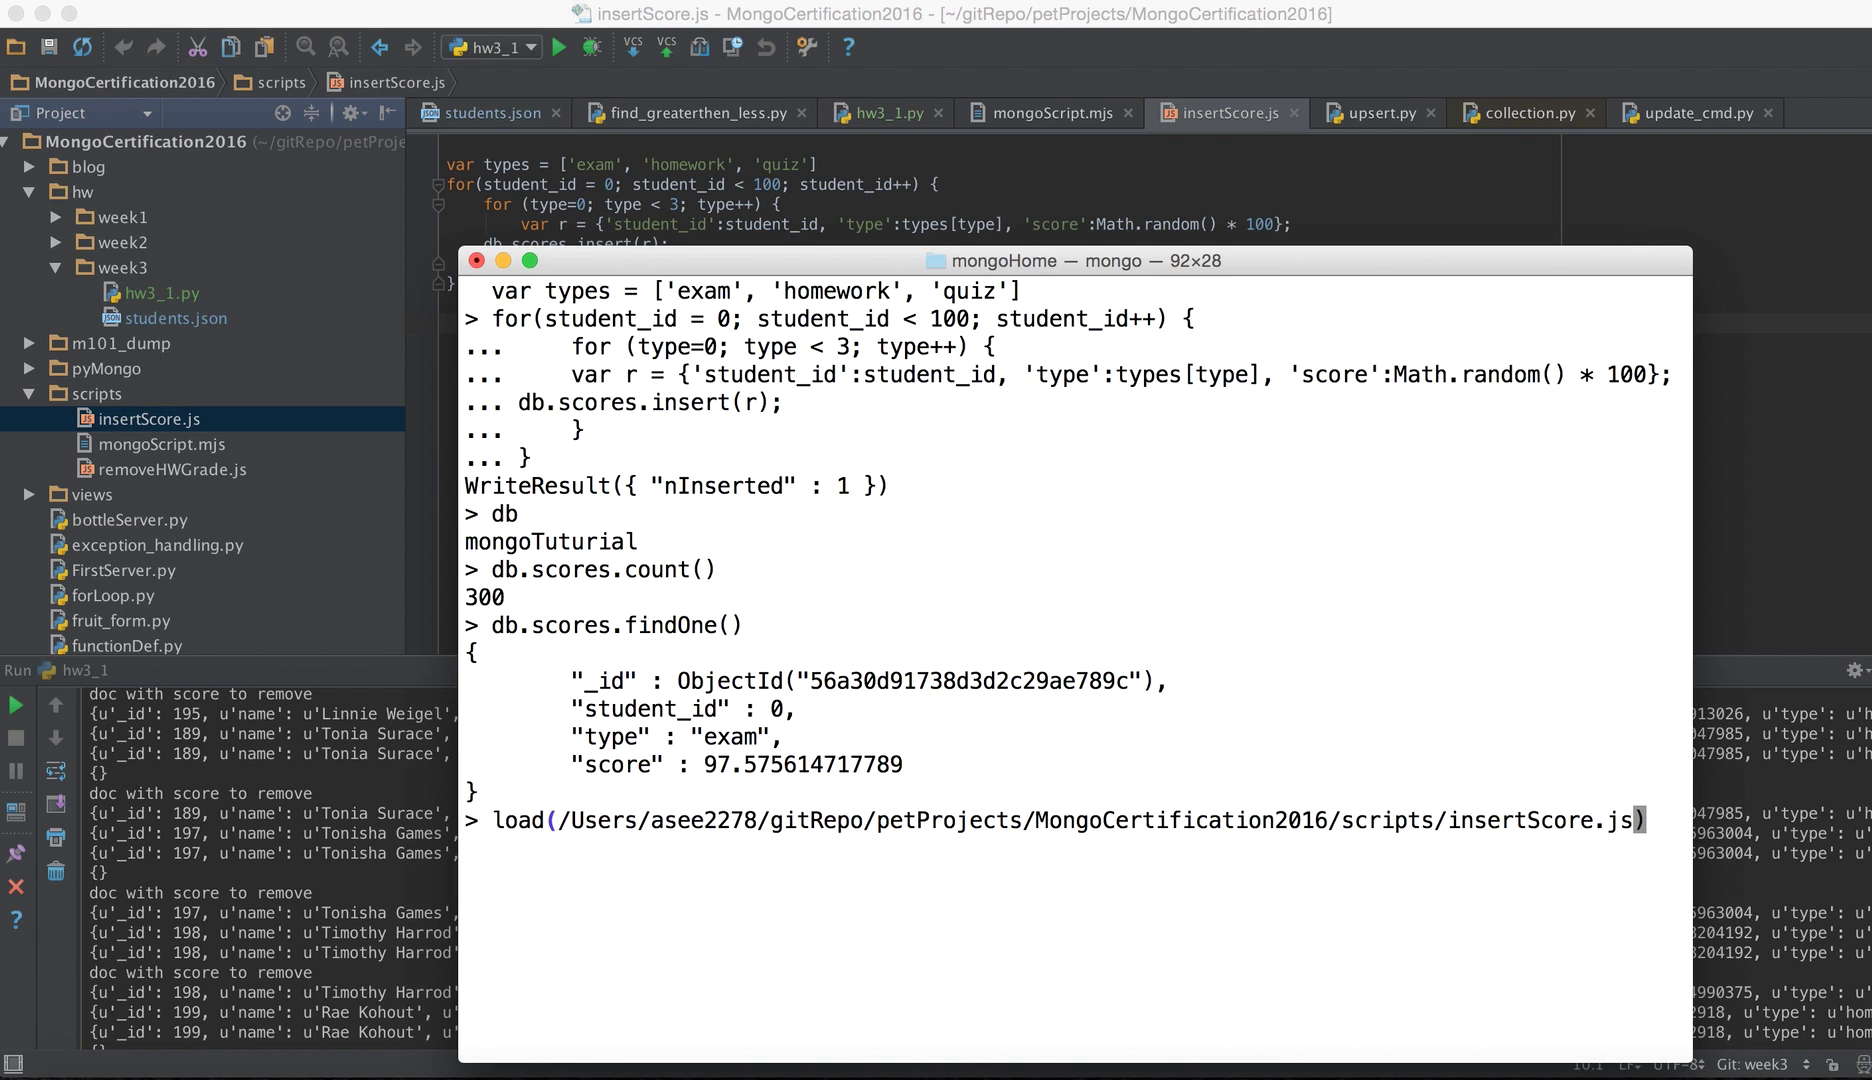 insertScore.js - MongoCertification2016 - [~/gitRepo/petProjects/MongoCertification2016]
hw3_1
VCS VCS
?
MongoCertification2016 scripts insertScore.js
Project
students.json find_greaterthen_less.py hw3_1.py mongoScript.mjs insertScore.js upsert.py collection.py update_cmd.py
MongoCertification2016 (~/gitRepo/petProje
blog
hw
week1
week2
week3
hw3_1.py
students.json
m101_dump
pyMongo
scripts
insertScore.js
mongoScript.mjs
removeHWGrade.js
views
bottleServer.py
exception_handling.py
FirstServer.py
forLoop.py
fruit_form.py
functionDef.py
var types = ['exam', 'homework', 'quiz']
for(student_id = 0; student_id < 100; student_id++) {
for (type=0; type < 3; type++) {
var r = {'student_id':student_id, 'type':types[type], 'score':Math.random() * 100};
db.scores.insert(r);
}
mongoHome — mongo — 92×28
var types = ['exam', 'homework', 'quiz']
> for(student_id = 0; student_id < 100; student_id++) {
... for (type=0; type < 3; type++) {
... var r = {'student_id':student_id, 'type':types[type], 'score':Math.random() * 100};
... db.scores.insert(r);
... }
... }
WriteResult({ "nInserted" : 1 })
> db
mongoTuturial
> db.scores.count()
300
> db.scores.findOne()
{
"_id" : ObjectId("56a30d91738d3d2c29ae789c"),
"student_id" : 0,
"type" : "exam",
"score" : 97.575614717789
}
> load(/Users/asee2278/gitRepo/petProjects/MongoCertification2016/scripts/insertScore.js)
Run hw3_1
doc with score to remove
{u'_id': 195, u'name': u'Linnie Weigel', 913026, u'type': u'h
{u'_id': 189, u'name': u'Tonia Surace', 047985, u'type': u'h
{u'_id': 189, u'name': u'Tonia Surace', 047985, u'type': u'h
{}
doc with score to remove
{u'_id': 189, u'name': u'Tonia Surace', 047985, u'type': u'h
{u'_id': 197, u'name': u'Tonisha Games', 5963004, u'type': u'
{u'_id': 197, u'name': u'Tonisha Games', 5963004, u'type': u'
{}
doc with score to remove
{u'_id': 197, u'name': u'Tonisha Games', 5963004, u'type': u'
{u'_id': 198, u'name': u'Timothy Harrod' 8204192, u'type': u'
{u'_id': 198, u'name': u'Timothy Harrod' 8204192, u'type': u'
doc with score to remove
{u'_id': 198, u'name': u'Timothy Harrod' 4990375, u'type': u'
{u'_id': 199, u'name': u'Rae Kohout', u' 2918, u'type': u'hom
{u'_id': 199, u'name': u'Rae Kohout', u' 2918, u'type': u'hom
?
10:1 LF UTF-8 Git: week3